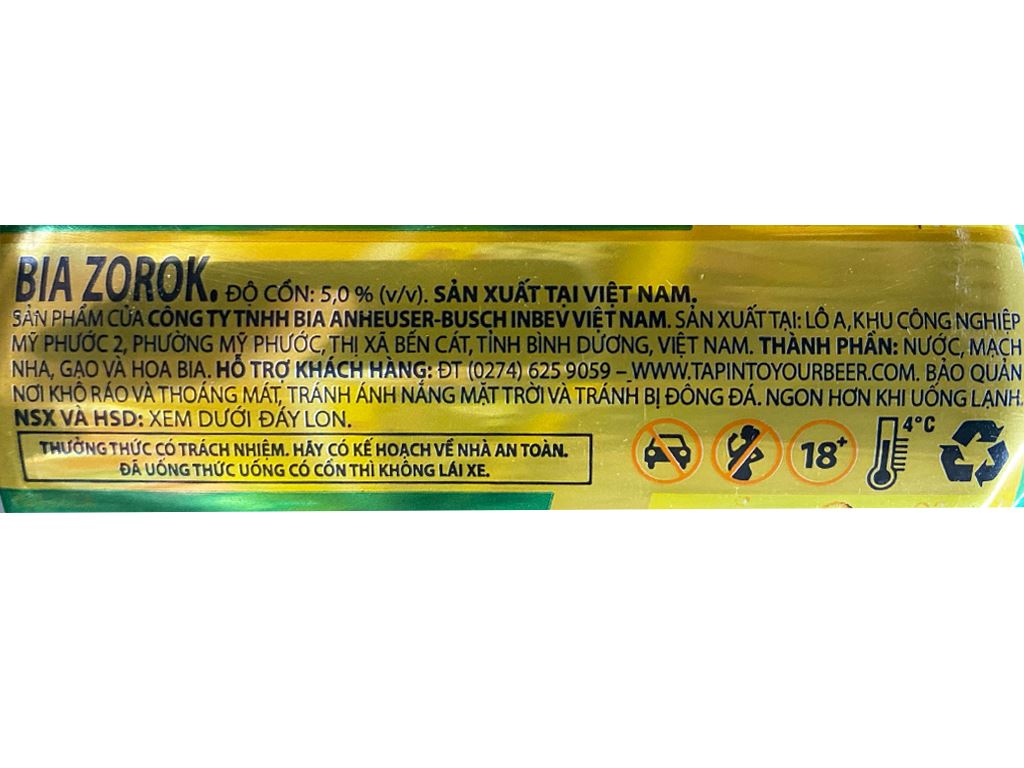 BIA ZOROK. ĐỘ CỒN: 5,0 % (v/v). SẢN XUẤT TẠI VIỆT NAM.
SẢN PHẨM CỦA CÔNG TY TNHH BIA ANHEUSER-BUSCH INBEV VIỆT NAM. SẢN XUẤT TẠI: LÔ A, KHU CÔNG NGHIỆP
MỸ PHƯỚC 2, PHƯỜNG MỸ PHƯỚC, THỊ XÃ BẾN CÁT, TỈNH BÌNH DƯƠNG, VIỆT NAM. THÀNH PHẦN: NƯỚC, MẠCH
NHA, GẠO VÀ HOA BIA. HỖ TRỢ KHÁCH HÀNG: ĐT (0274) 625 9059 – WWW.TAPINTOYOURBEER.COM. BẢO QUẢN
NƠI KHÔ RÁO VÀ THOÁNG MÁT, TRÁNH ÁNH NẮNG MẶT TRỜI VÀ TRÁNH BỊ ĐÔNG ĐÁ. NGON HƠN KHI UỐNG LẠNH.
NSX VÀ HSD: XEM DƯỚI ĐÁY LON.
THƯỞNG THỨC CÓ TRÁCH NHIỆM. HÃY CÓ KẾ HOẠCH VỀ NHÀ AN TOÀN.
ĐÃ UỐNG THỨC UỐNG CÓ CỒN THÌ KHÔNG LÁI XE.
18+
4°C